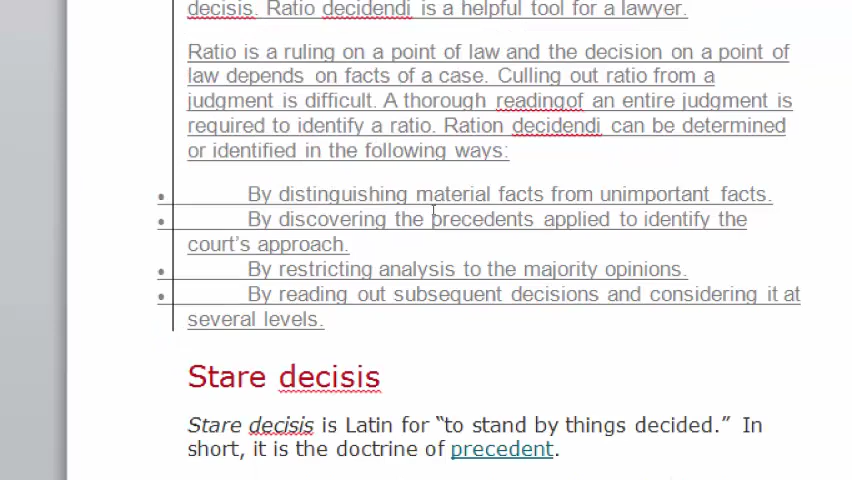 decisis. Ratio decidendi is a helpful tool for a lawyer.
Ratio is a ruling on a point of law and the decision on a point of
law depends on facts of a case. Culling out ratio from a
judgment is difficult. A thorough readingof an entire judgment is
required to identify a ratio. Ration decidendi can be determined
or identified in the following ways:
• By distinguishing material facts from unimportant facts.
• By discovering the precedents applied to identify the
court's approach.
• By restricting analysis to the majority opinions.
• By reading out subsequent decisions and considering it at
several levels.
Stare decisis
Stare decisis is Latin for “to stand by things decided.” In
short, it is the doctrine of precedent.